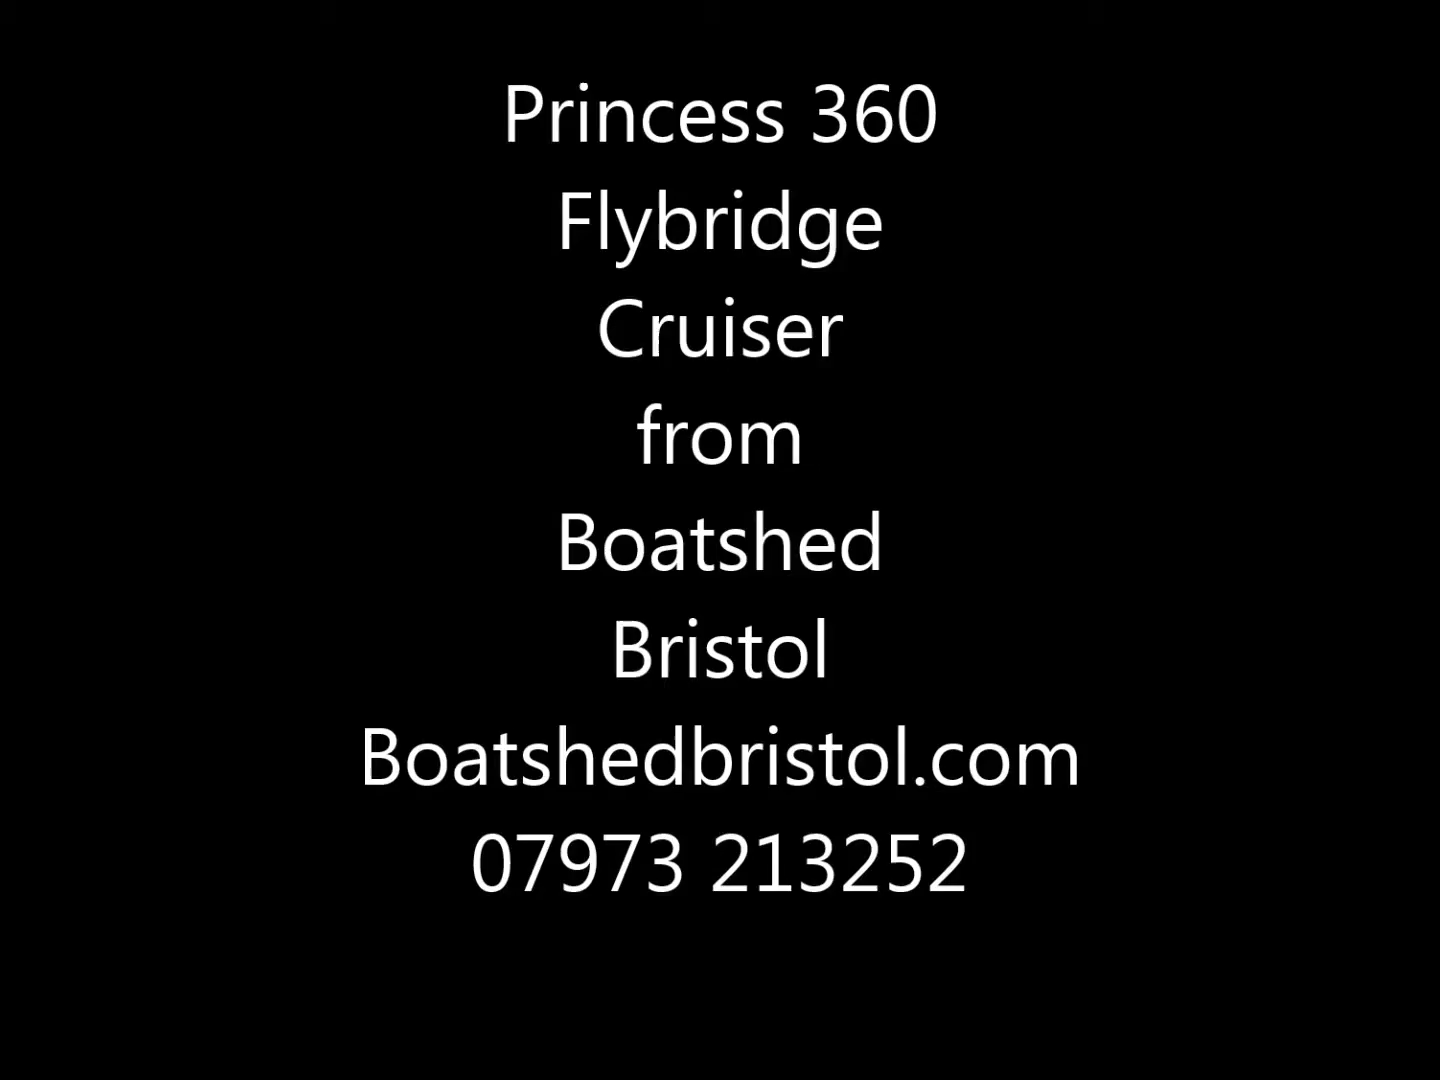 Princess 360
Flybridge
Cruiser
from
Boatshed
Bristol
Boatshedbristol.com
07973 213252